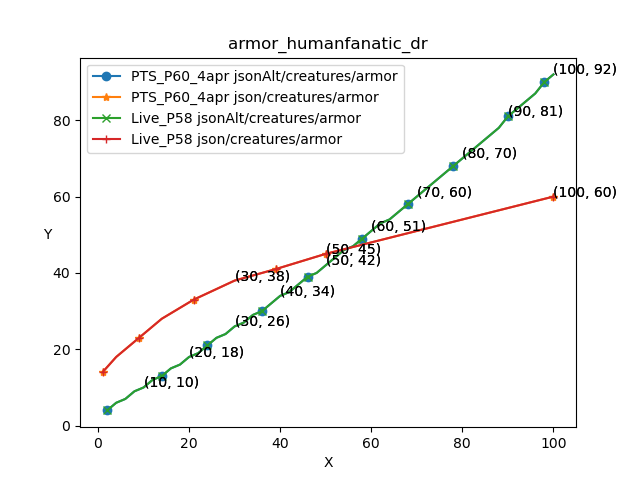 armor_humanfanatic_dr
PTS_P60_4apr jsonAlt/creatures/armor
PTS_P60_4apr json/creatures/armor
Live_P58 jsonAlt/creatures/armor
Live_P58 json/creatures/armor
(100, 92)
(90, 81)
(80, 70)
(70, 60)
(100, 60)
(60, 51)
(50, 45)
(50, 42)
(30, 38)
(40, 34)
(30, 26)
(20, 18)
(10, 10)
Y
80
60
40
20
0
0 20 40 60 80 100
X